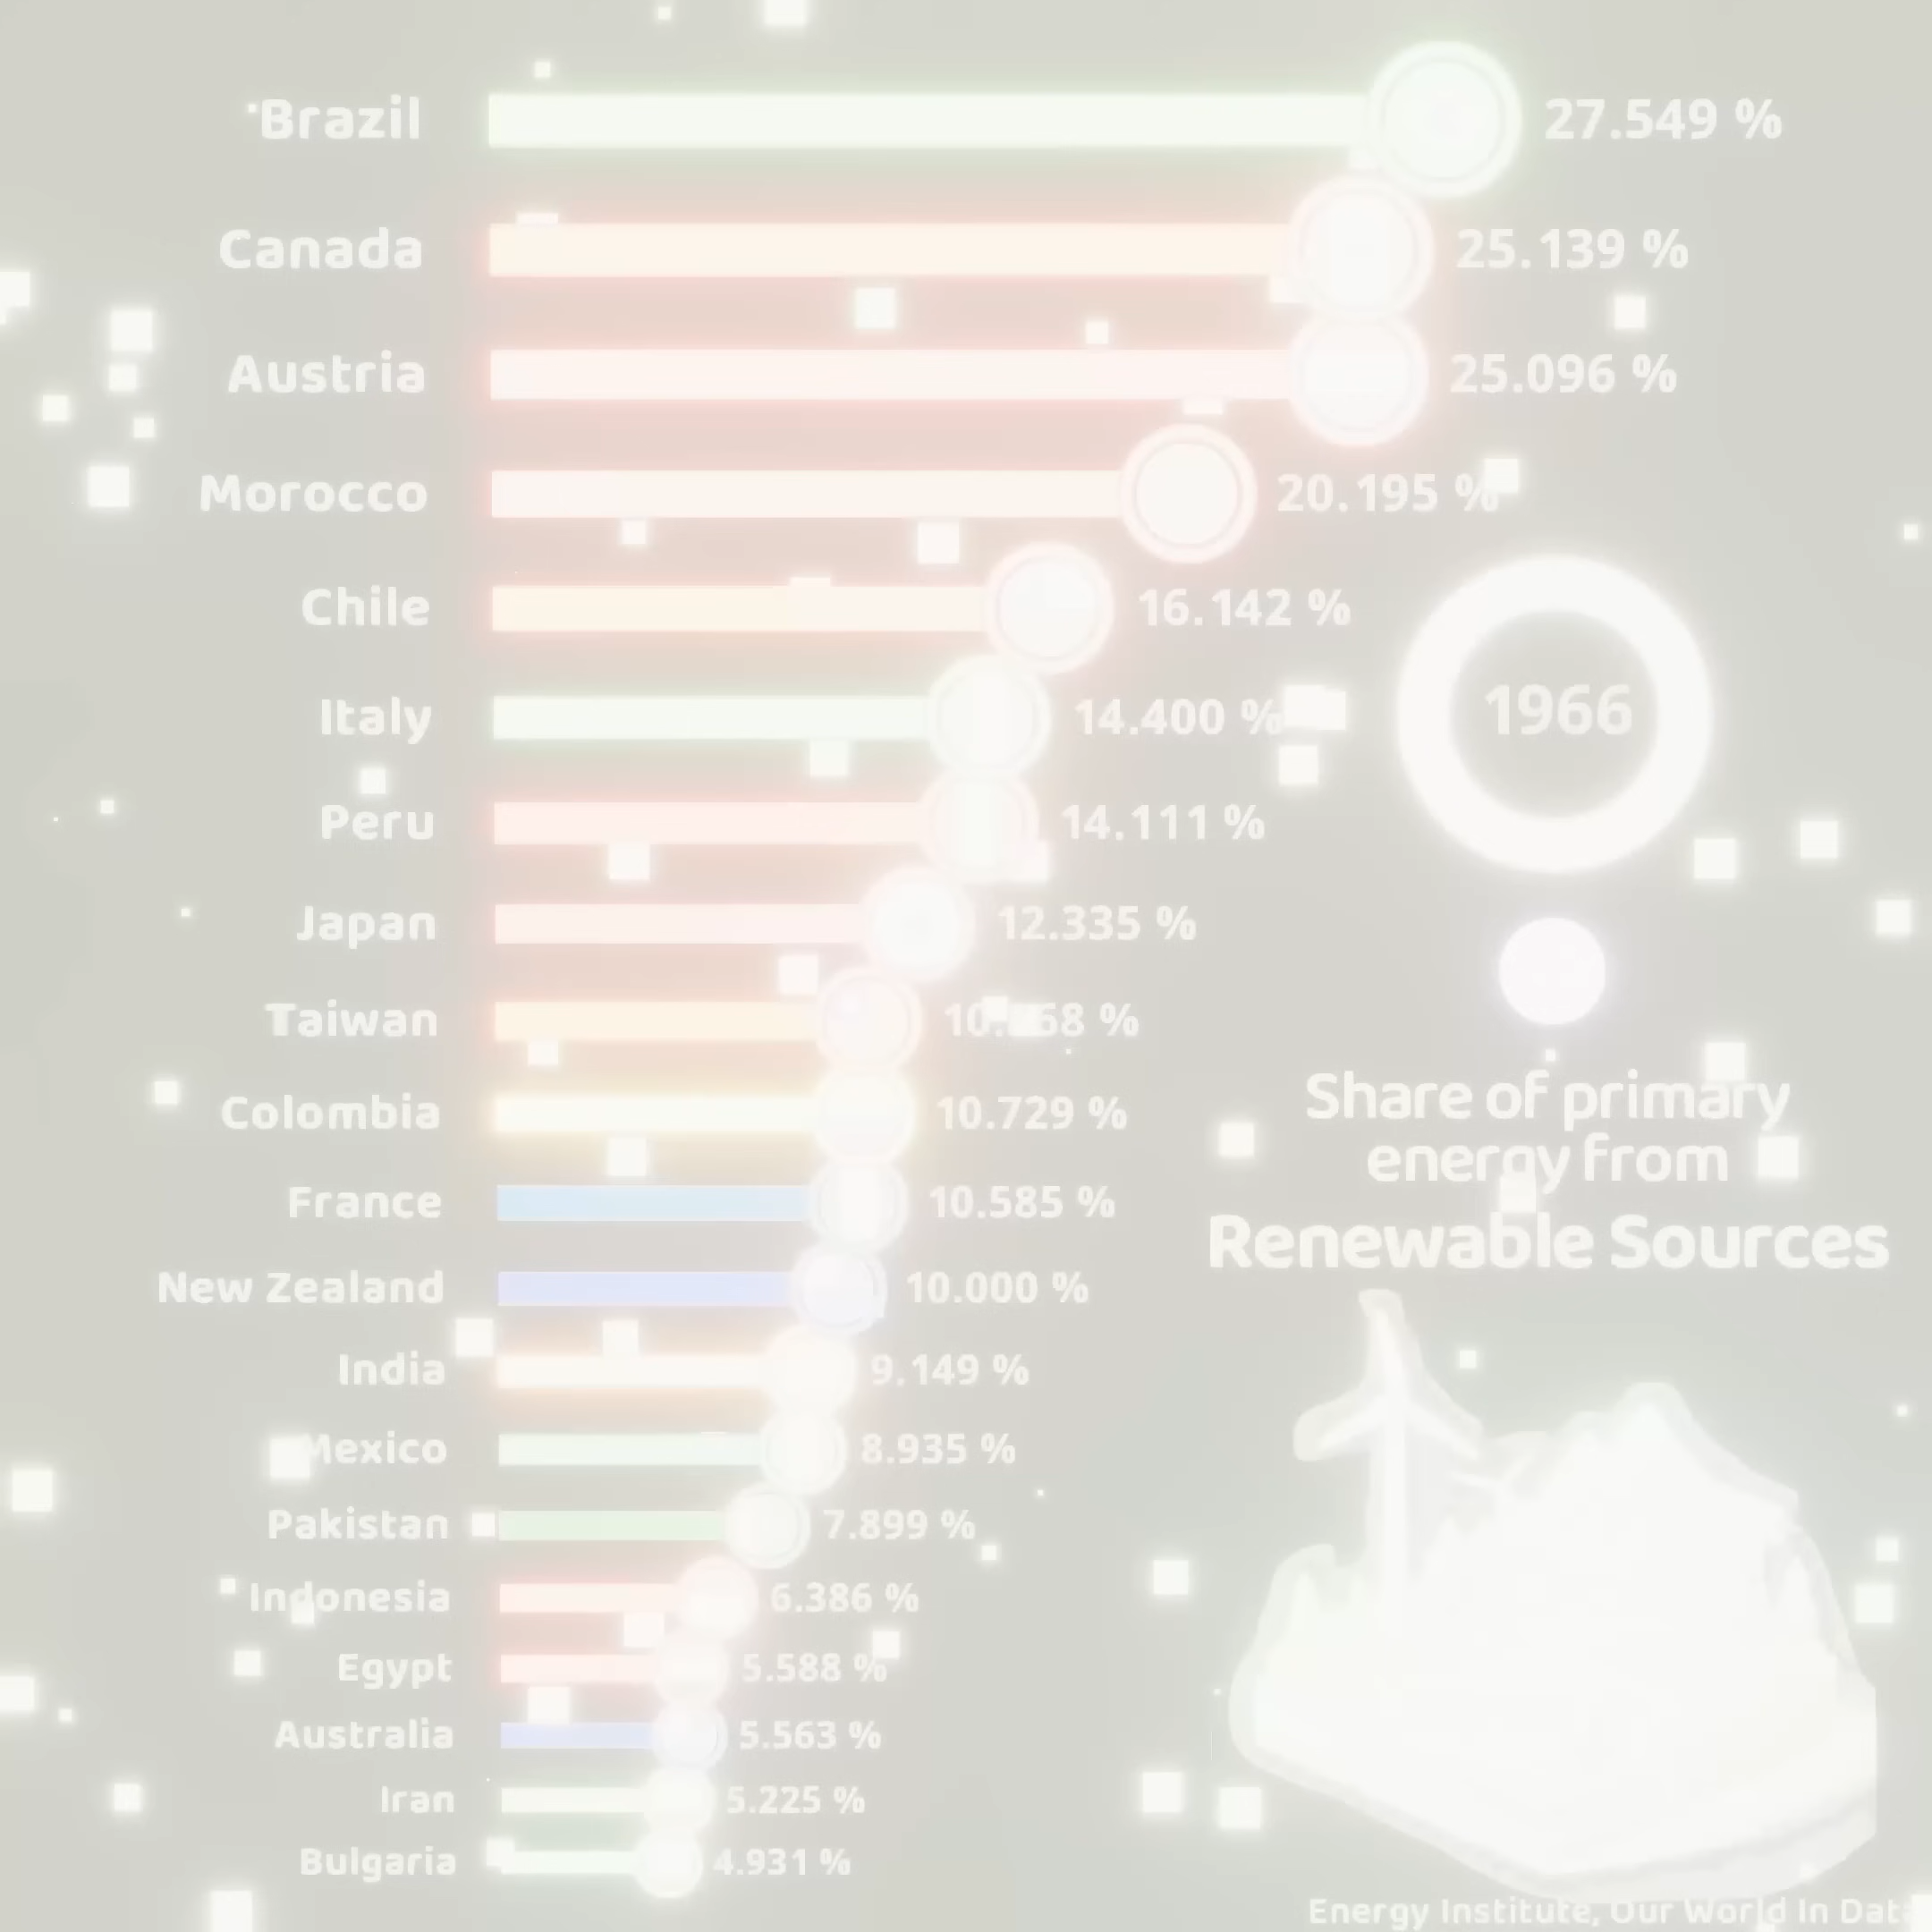 Brazil 27.549 %
Canada 25.139 %
Austria 25.096 %
Morocco 20.195 %
Chile 16.142 %
Italy 14.400 %
1966
Peru 14.111 %
Japan 12.335 %
Taiwan %
Colombia 10.729 %
Share of primary
energy from
Renewable Sources
France 10.585 %
New Zealand 10.000 %
India 9.149 %
Mexico 8.935 %
Pakistan 7.899 %
Indonesia 6.386 %
Egypt 5.588 %
Australia 5.563 %
Iran 5.225 %
Bulgaria 4.931 %
Energy Institute, Our World In Data